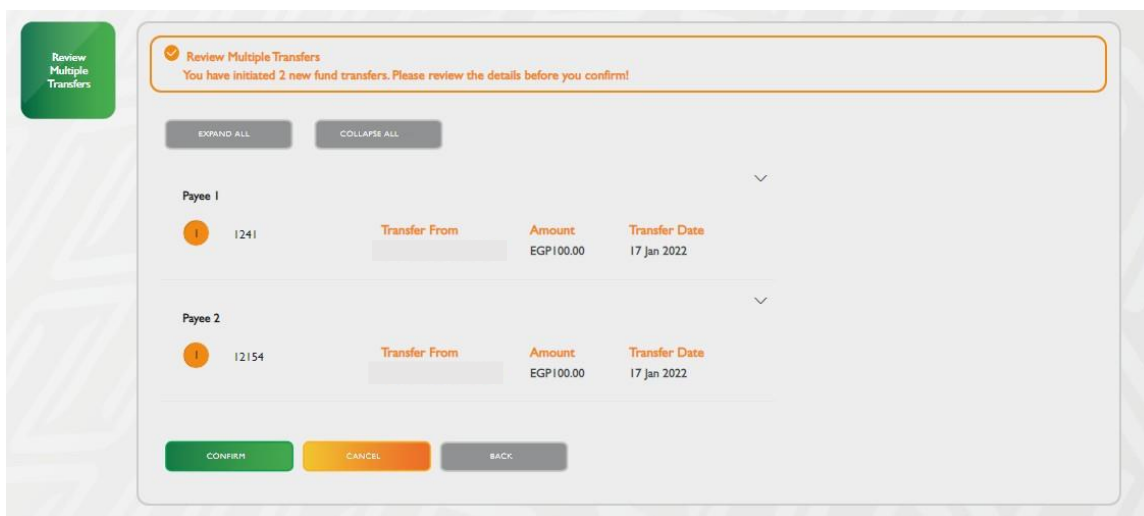 Review
Multiple
Transfers
Review Multiple Transfers
You have initiated 2 new fund transfers. Please review the details before you confirm!
EXPAND ALL COLLAPSE ALL
Payee 1
1 1241 Transfer From Amount Transfer Date
EGP100.00 17 Jan 2022
Payee 2
1 12154 Transfer From Amount Transfer Date
EGP100.00 17 Jan 2022
CONFIRM CANCEL BACK